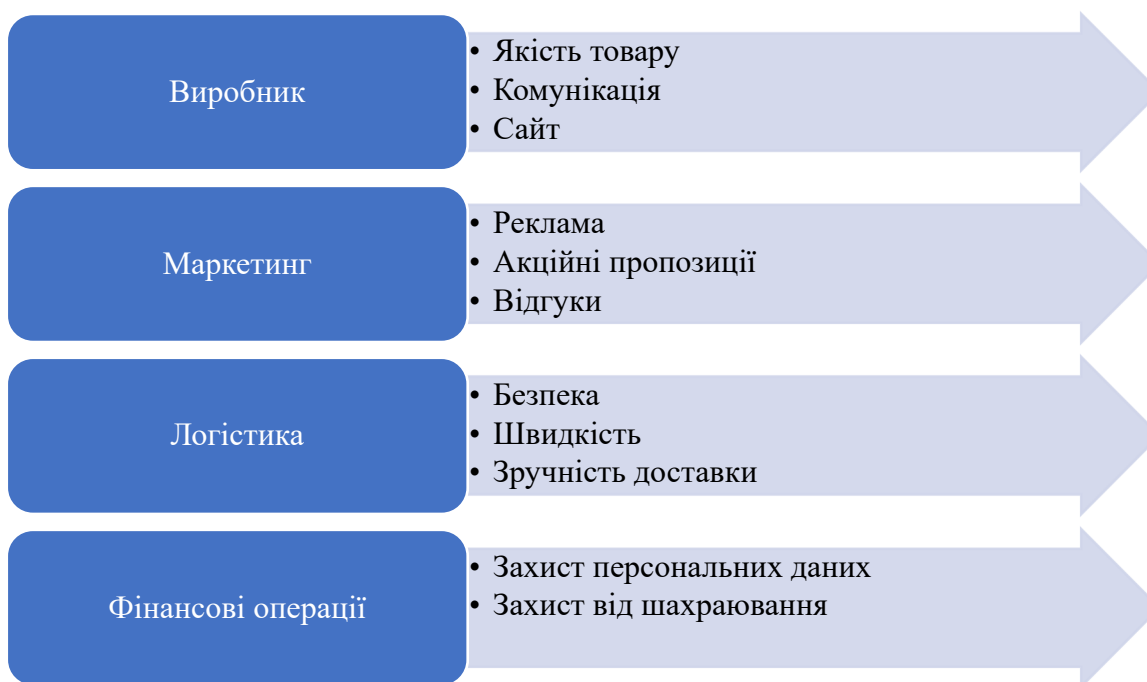 Виробник
• Якість товару
• Комунікація
• Сайт
Маркетинг
• Реклама
• Акційні пропозиції
• Відгуки
Логістика
• Безпека
• Швидкість
• Зручність доставки
Фінансові операції
• Захист персональних даних
• Захист від шахраювання